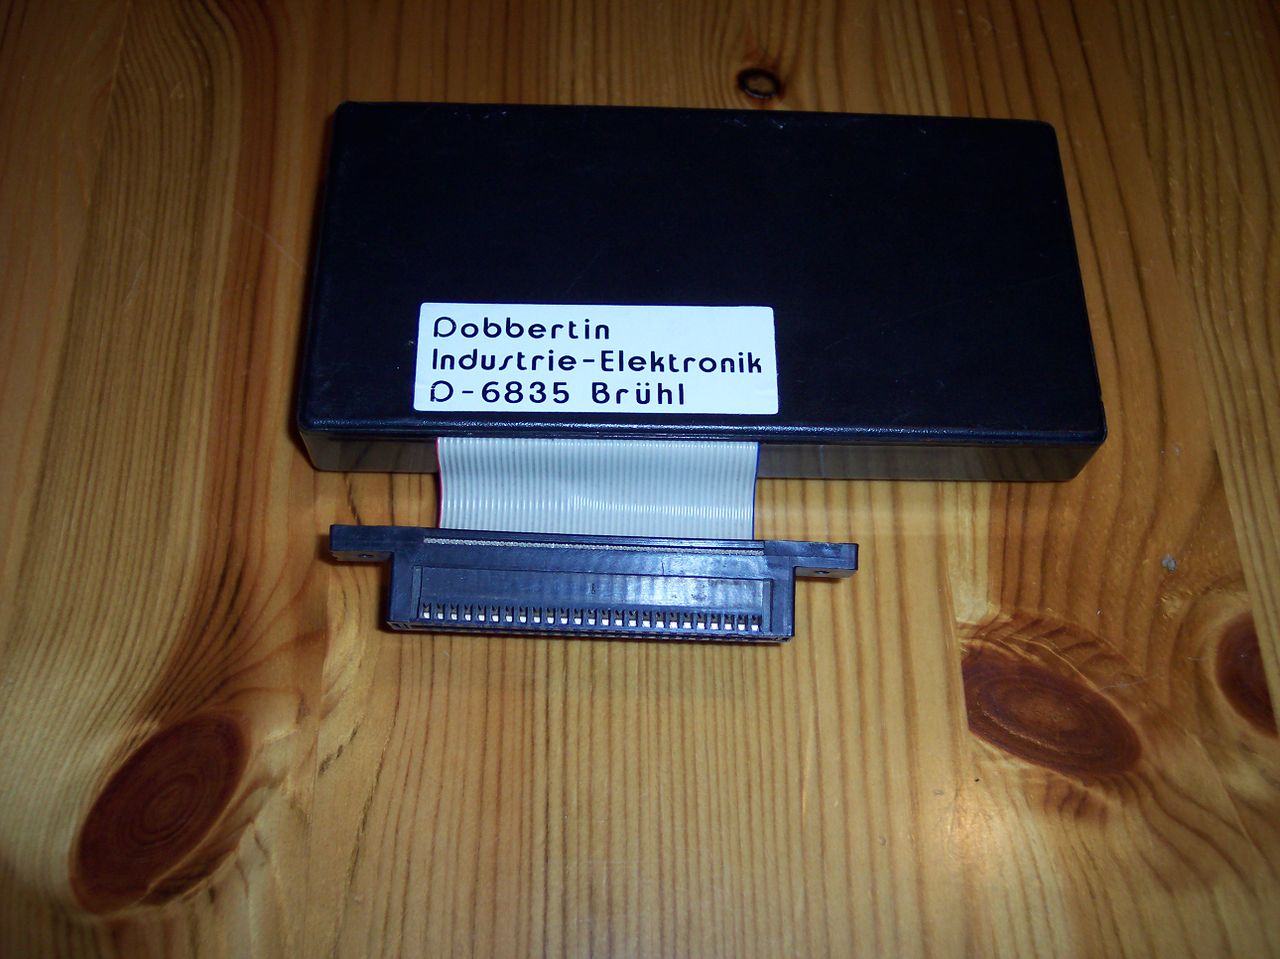 Dobbertin
Industrie-Elektronik
D-6835 Brühl